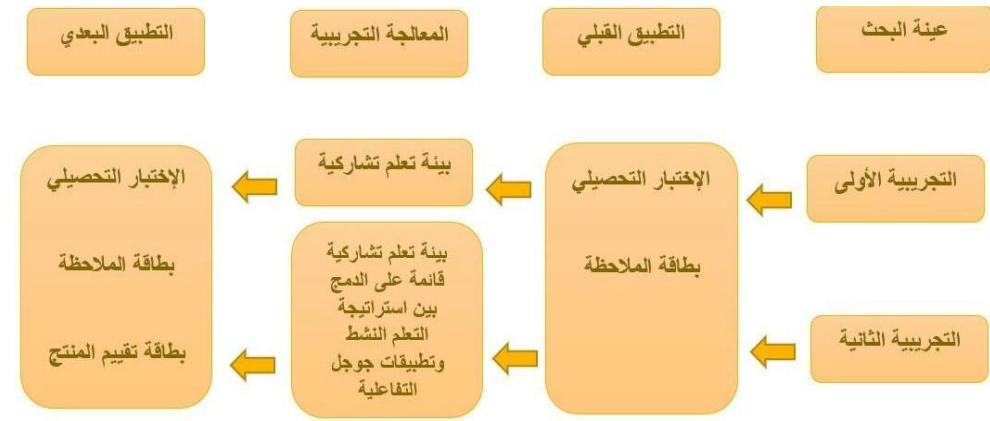 عينة البحث
التطبيق القبلي
المعالجة التجريبية
التطبيق البعدي
التجريبية الأولى
الإختبار التحصيلي
بيئة تعلم تشاركية
الإختبار التحصيلي
بطاقة الملاحظة
بيئة تعلم تشاركية
قائمة على الدمج
بين استراتيجة
التعلم النشط
وتطبيقات جوجل
التفاعلية
بطاقة الملاحظة
التجريبية الثانية
بطاقة تقييم المنتج